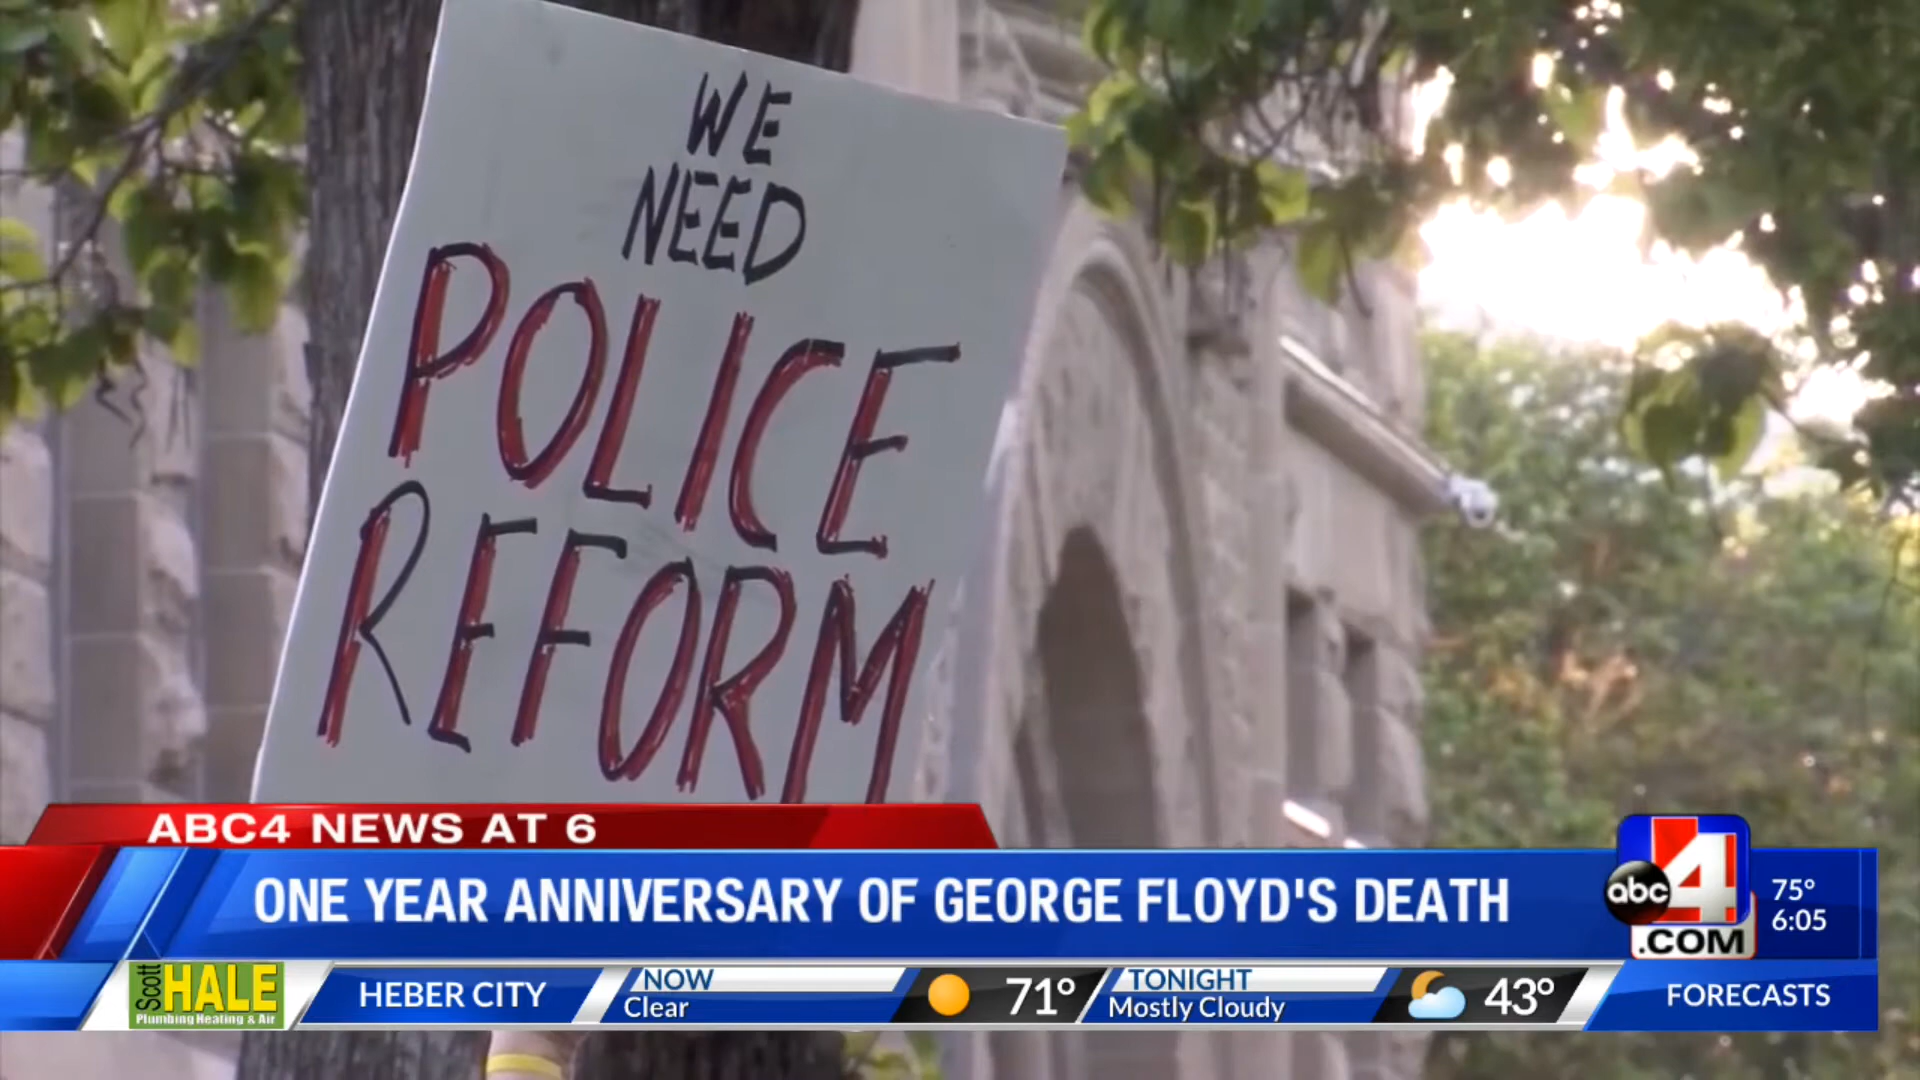 WE
NEED
POLICE
REFORM
ABC4 NEWS AT 6
ONE YEAR ANNIVERSARY OF GEORGE FLOYD'S DEATH
abc 4
.COM
75°
6:05
Scott HALE
Plumbing Heating & Air
HEBER CITY
NOW
Clear
71°
TONIGHT
Mostly Cloudy
43°
FORECASTS